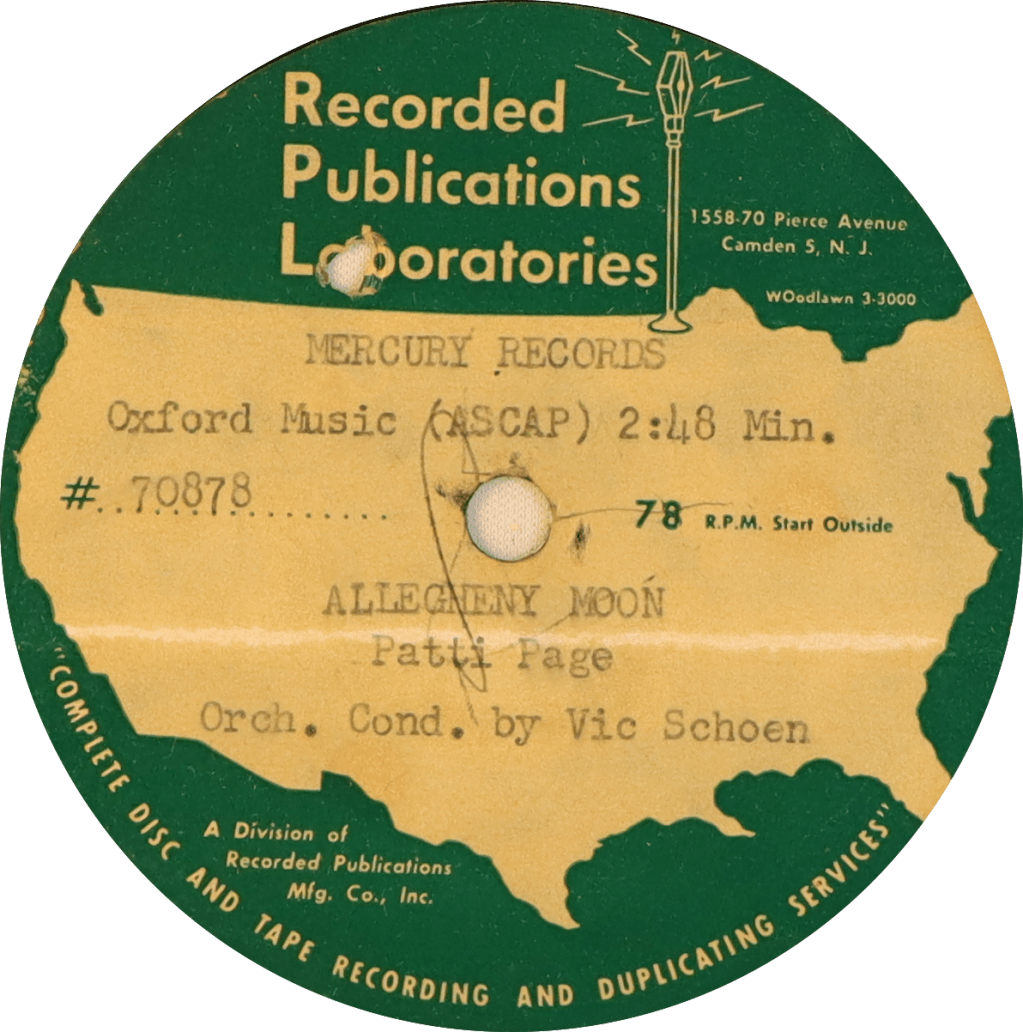 Recorded
Publications
Laboratories
1558-70 Pierce Avenue
Camden 5, N. J.
WOodlawn 3-3000
MERCURY RECORDS
Oxford Music (ASCAP) 2:48 Min.
#..70878..............
78 R.P.M. Start Outside
ALLEGHENY MOON
Patti Page
Orch. Cond. by Vic Schoen
A Division of
Recorded Publications
Mfg. Co., Inc.
"COMPLETE DISC AND TAPE RECORDING AND DUPLICATING SERVICES"